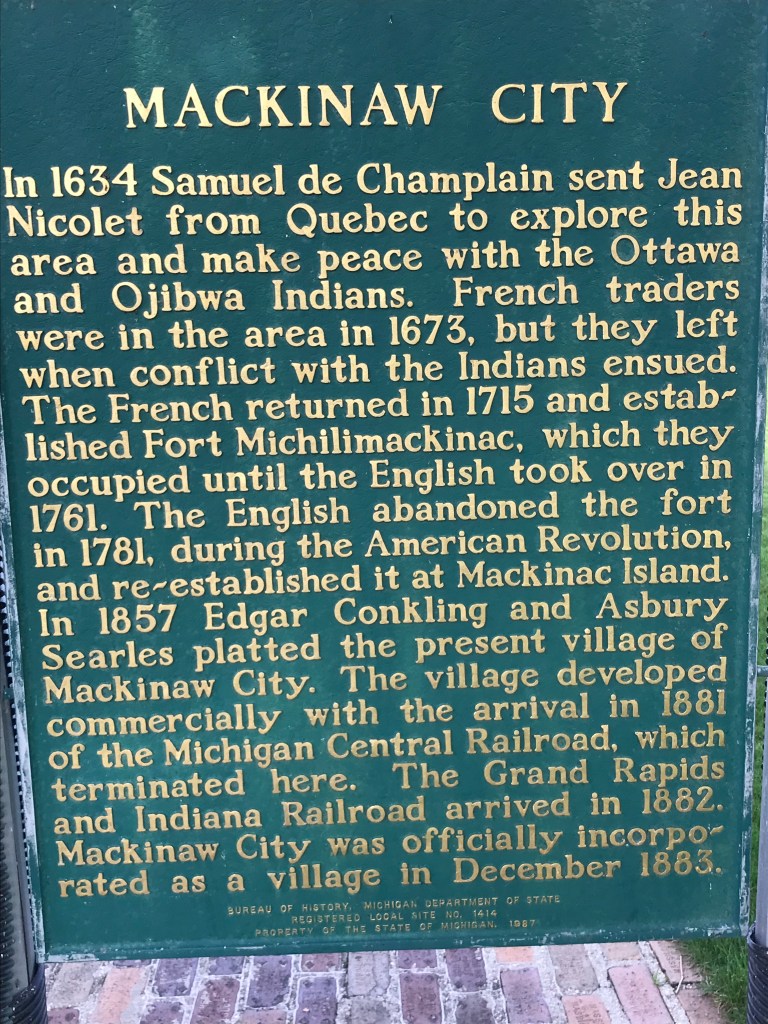 MACKINAW CITY
In 1634 Samuel de Champlain sent Jean
Nicolet from Quebec to explore this
area and make peace with the Ottawa
and Ojibwa Indians. French traders
were in the area in 1673, but they left
when conflict with the Indians ensued.
The French returned in 1715 and estab-
lished Fort Michilimackinac, which they
occupied until the English took over in
1761. The English abandoned the fort
in 1781, during the American Revolution,
and re-established it at Mackinac Island.
In 1857 Edgar Conkling and Asbury
Searles platted the present village of
Mackinaw City. The village developed
commercially with the arrival in 1881
of the Michigan Central Railroad, which
terminated here. The Grand Rapids
and Indiana Railroad arrived in 1882.
Mackinaw City was officially incorpo-
rated as a village in December 1883.
BUREAU OF HISTORY, MICHIGAN DEPARTMENT OF STATE
REGISTERED LOCAL SITE NO. 1414
PROPERTY OF THE STATE OF MICHIGAN, 1987